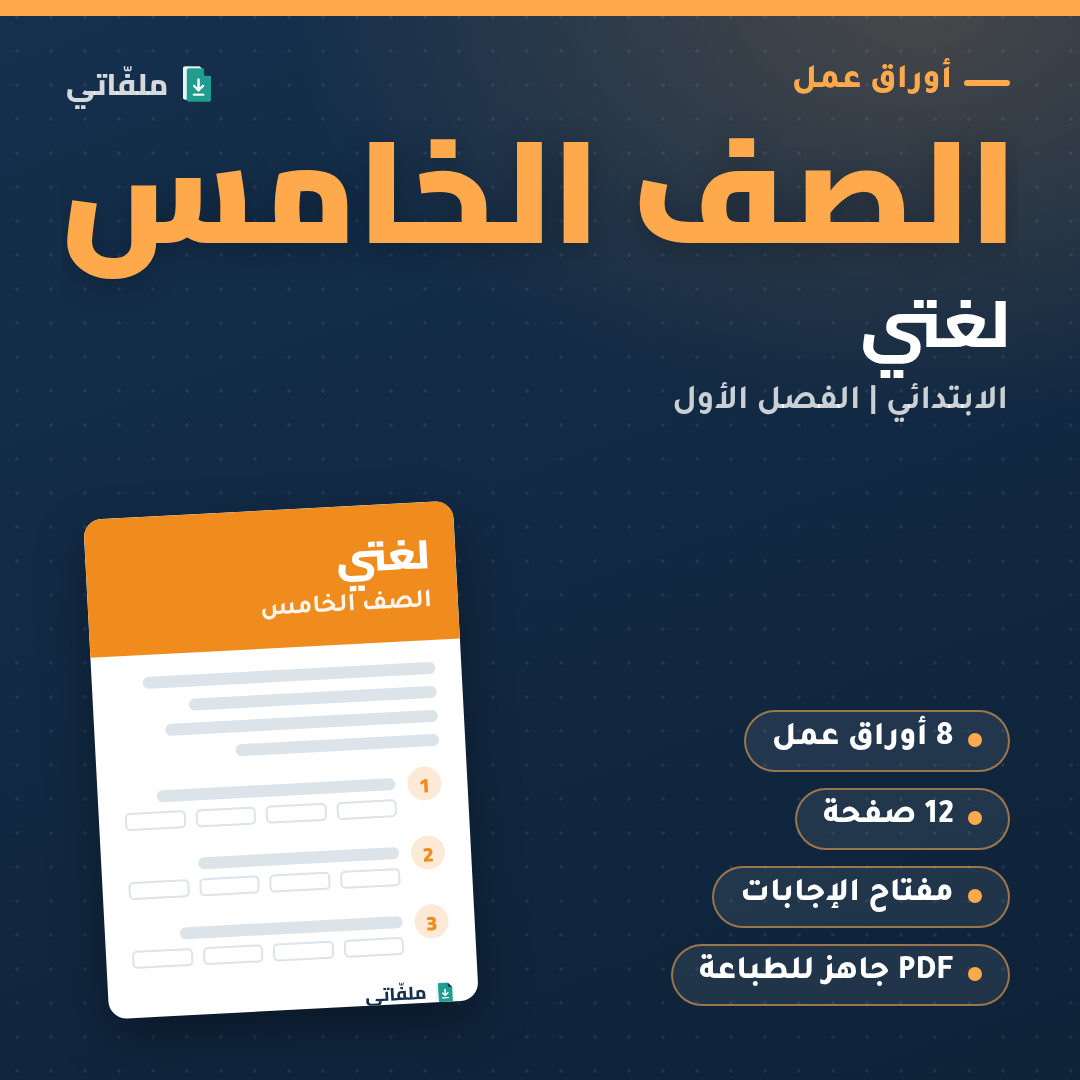 أوراق عمل
ملفّاتي
الصف الخامس
لغتي
الابتدائي | الفصل الأول
لغتي
الصف الخامس
1
2
3
ملفّاتي
8 أوراق عمل
12 صفحة
مفتاح الإجابات
PDF جاهز للطباعة